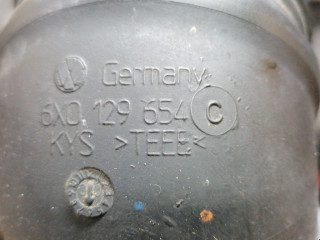 Germany
6X0 129 654 C
KYS >TEEE<